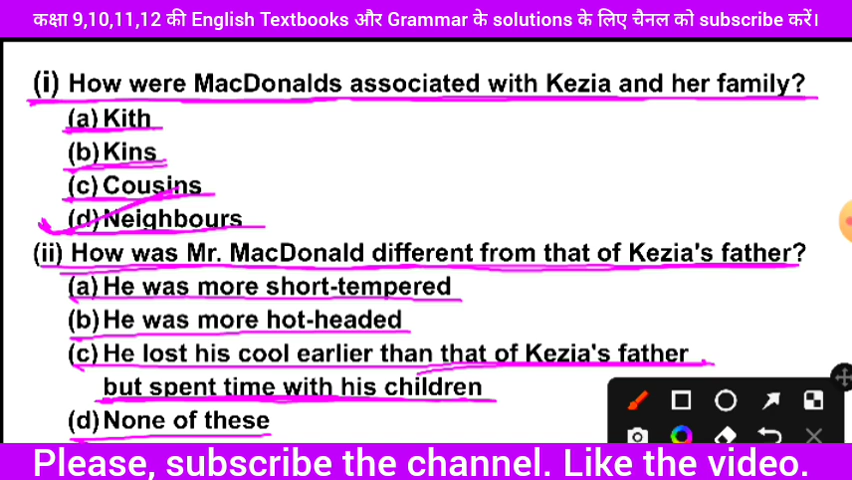 कक्षा 9,10,11,12 की English Textbooks और Grammar के solutions के लिए चैनल को subscribe करें।
(i) How were MacDonalds associated with Kezia and her family?
(a) Kith
(b) Kins
(c) Cousins
(d) Neighbours
(ii) How was Mr. MacDonald different from that of Kezia's father?
(a) He was more short-tempered
(b) He was more hot-headed
(c) He lost his cool earlier than that of Kezia's father
but spent time with his children
(d) None of these
Please, subscribe the channel. Like the video.